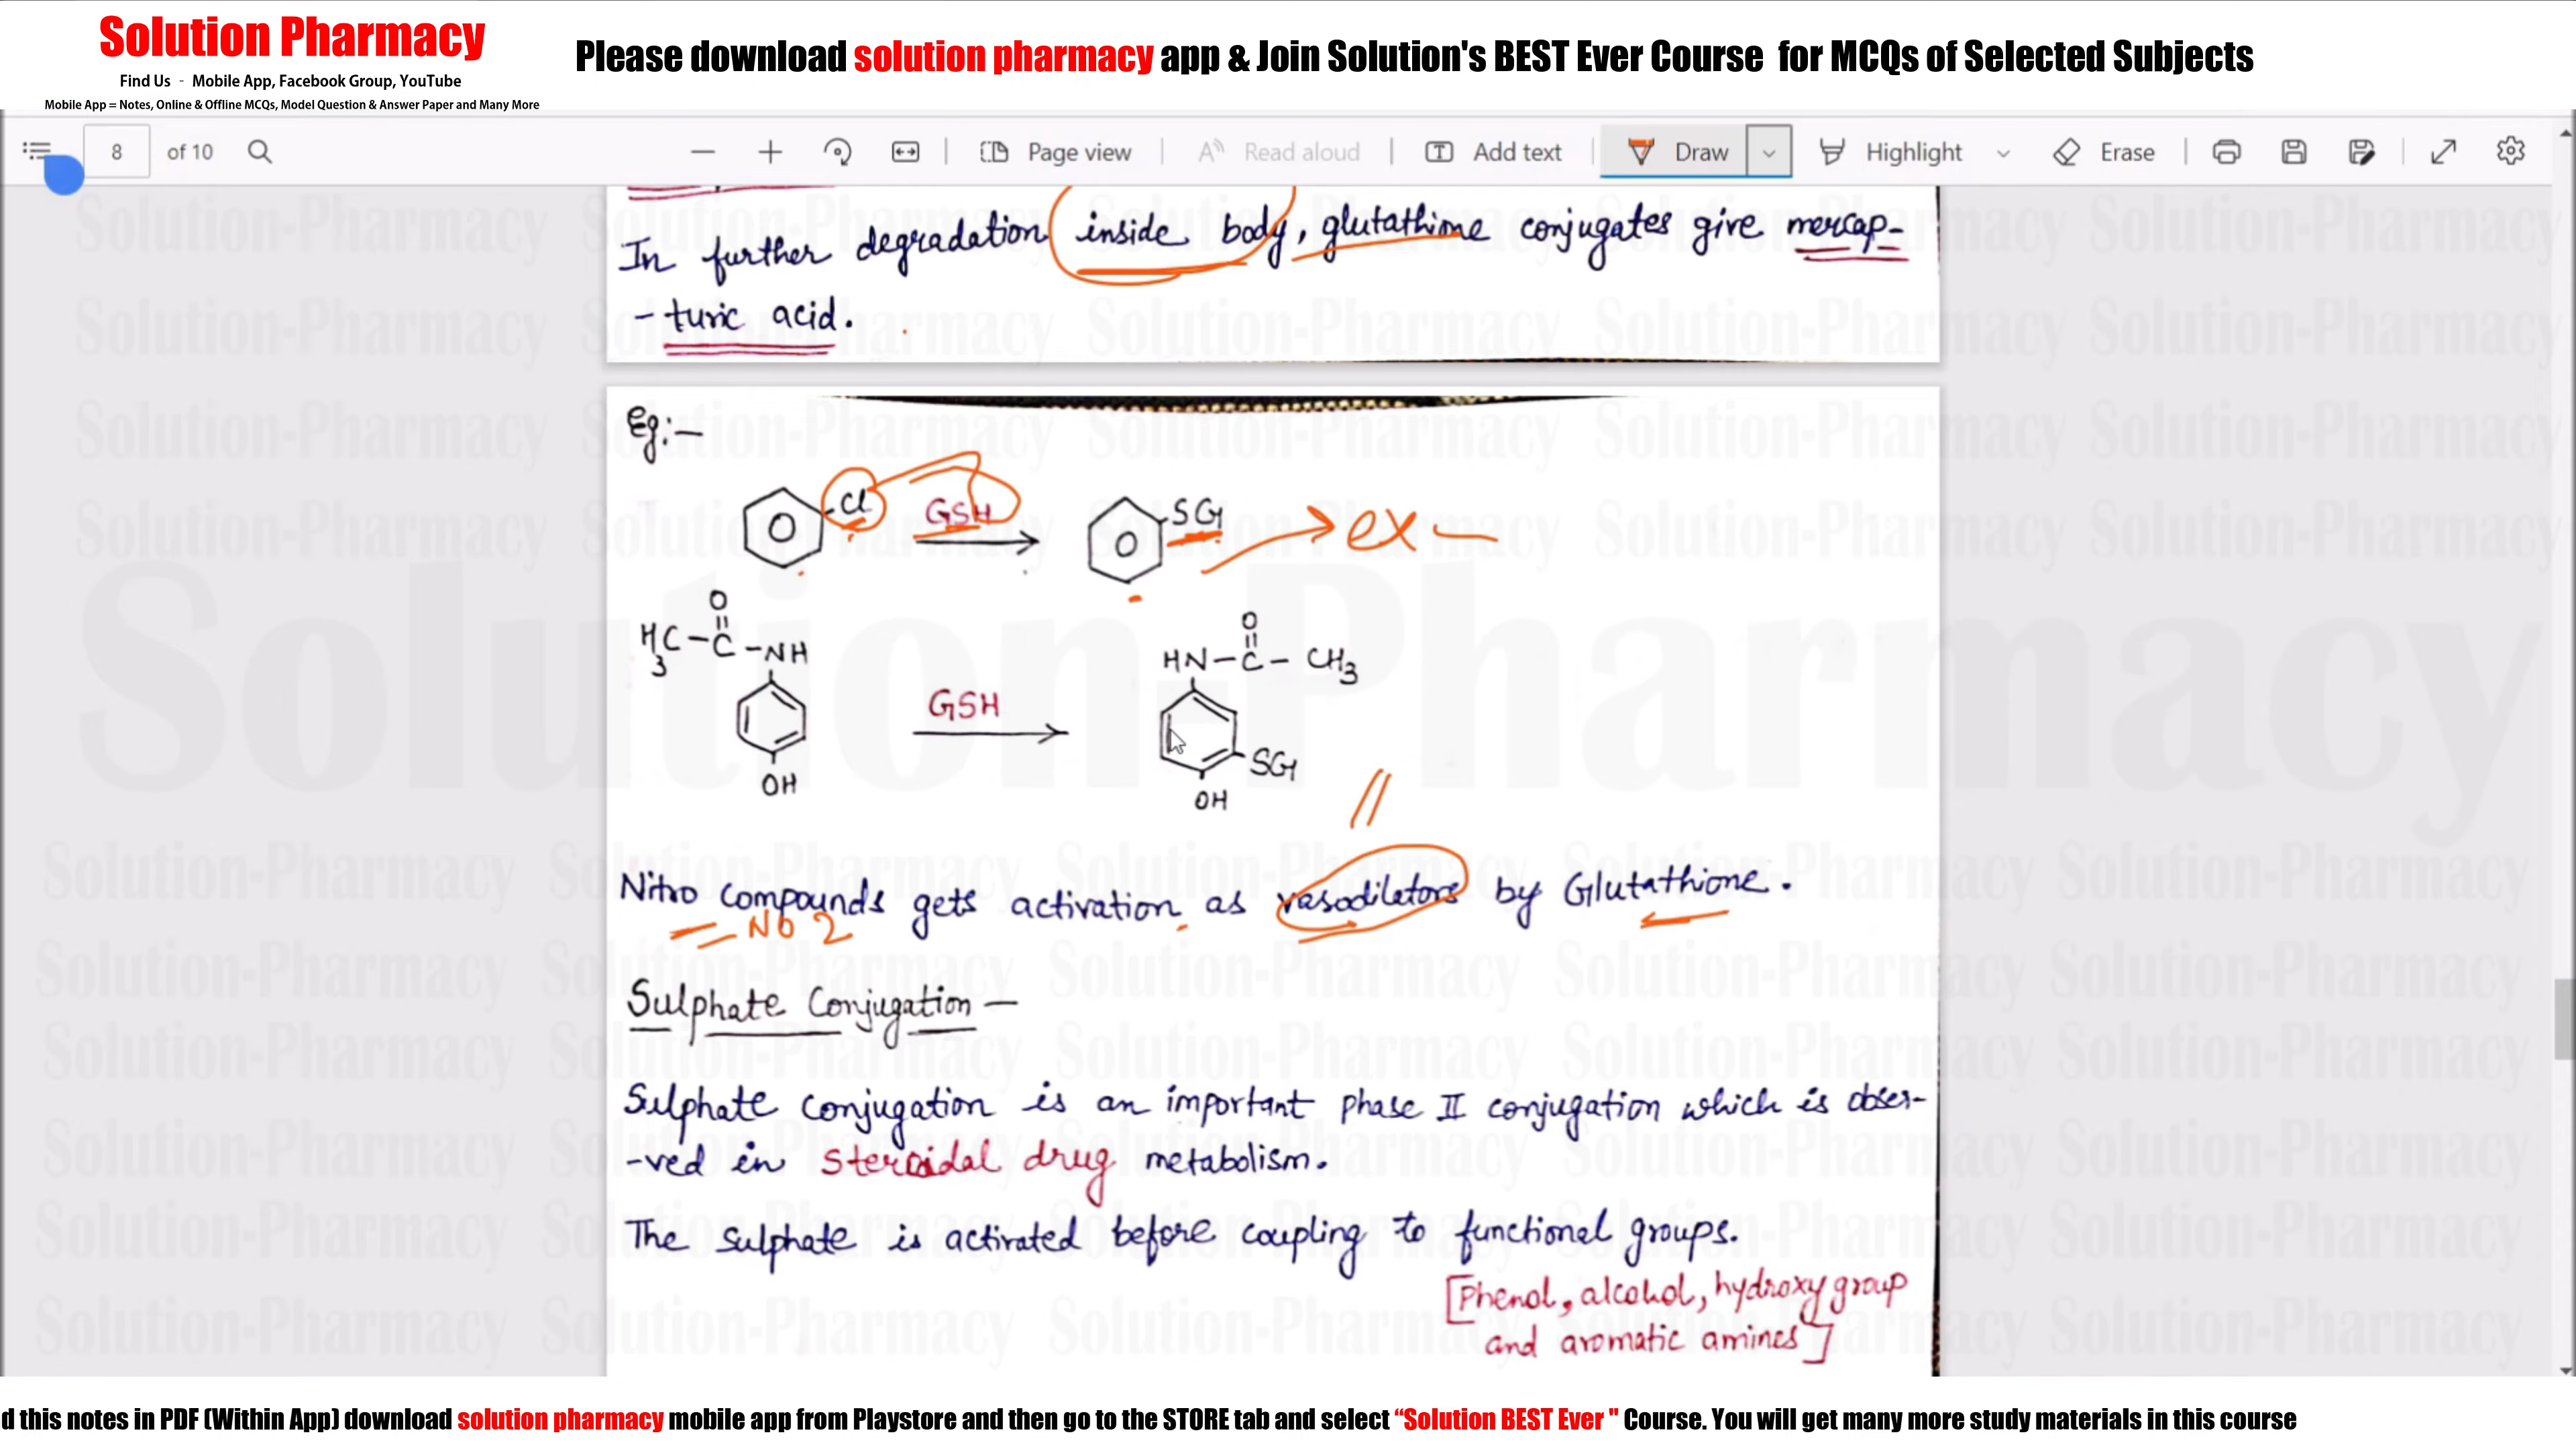 Solution Pharmacy
Find Us - Mobile App, Facebook Group, YouTube
Mobile App = Notes, Online & Offline MCQs, Model Question & Answer Paper and Many More
Please download solution pharmacy app & Join Solution's BEST Ever Course for MCQs of Selected Subjects
8 of 10 Page view Read aloud Add text Draw Highlight Erase
In further degradation inside body, glutathione conjugates give mercap-
-turic acid.
Eg:-
Cl GSH SG → ex
O O
O O
H3C-C-NH HN-C-CH3
GSH
SG
OH OH
Nitro compounds gets activation as vasodilators by Glutathione.
NO2
Sulphate Conjugation -
Sulphate conjugation is an important phase II conjugation which is obser-
-ved in steroidal drug metabolism.
The sulphate is activated before coupling to functional groups.
[Phenol, alcohol, hydroxy group
and aromatic amines]
Solution-Pharmacy
d this notes in PDF (Within App) download solution pharmacy mobile app from Playstore and then go to the STORE tab and select "Solution BEST Ever " Course. You will get many more study materials in this course